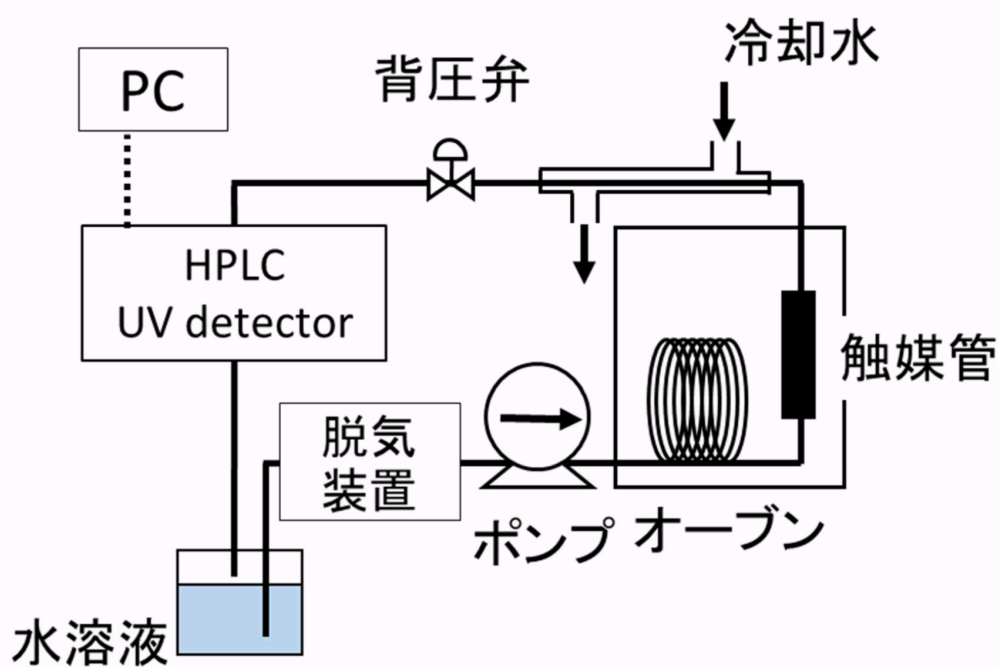 冷却水
背圧弁
PC
HPLC
UV detector
触媒管
脱気
装置
ポンプ
オーブン
水溶液